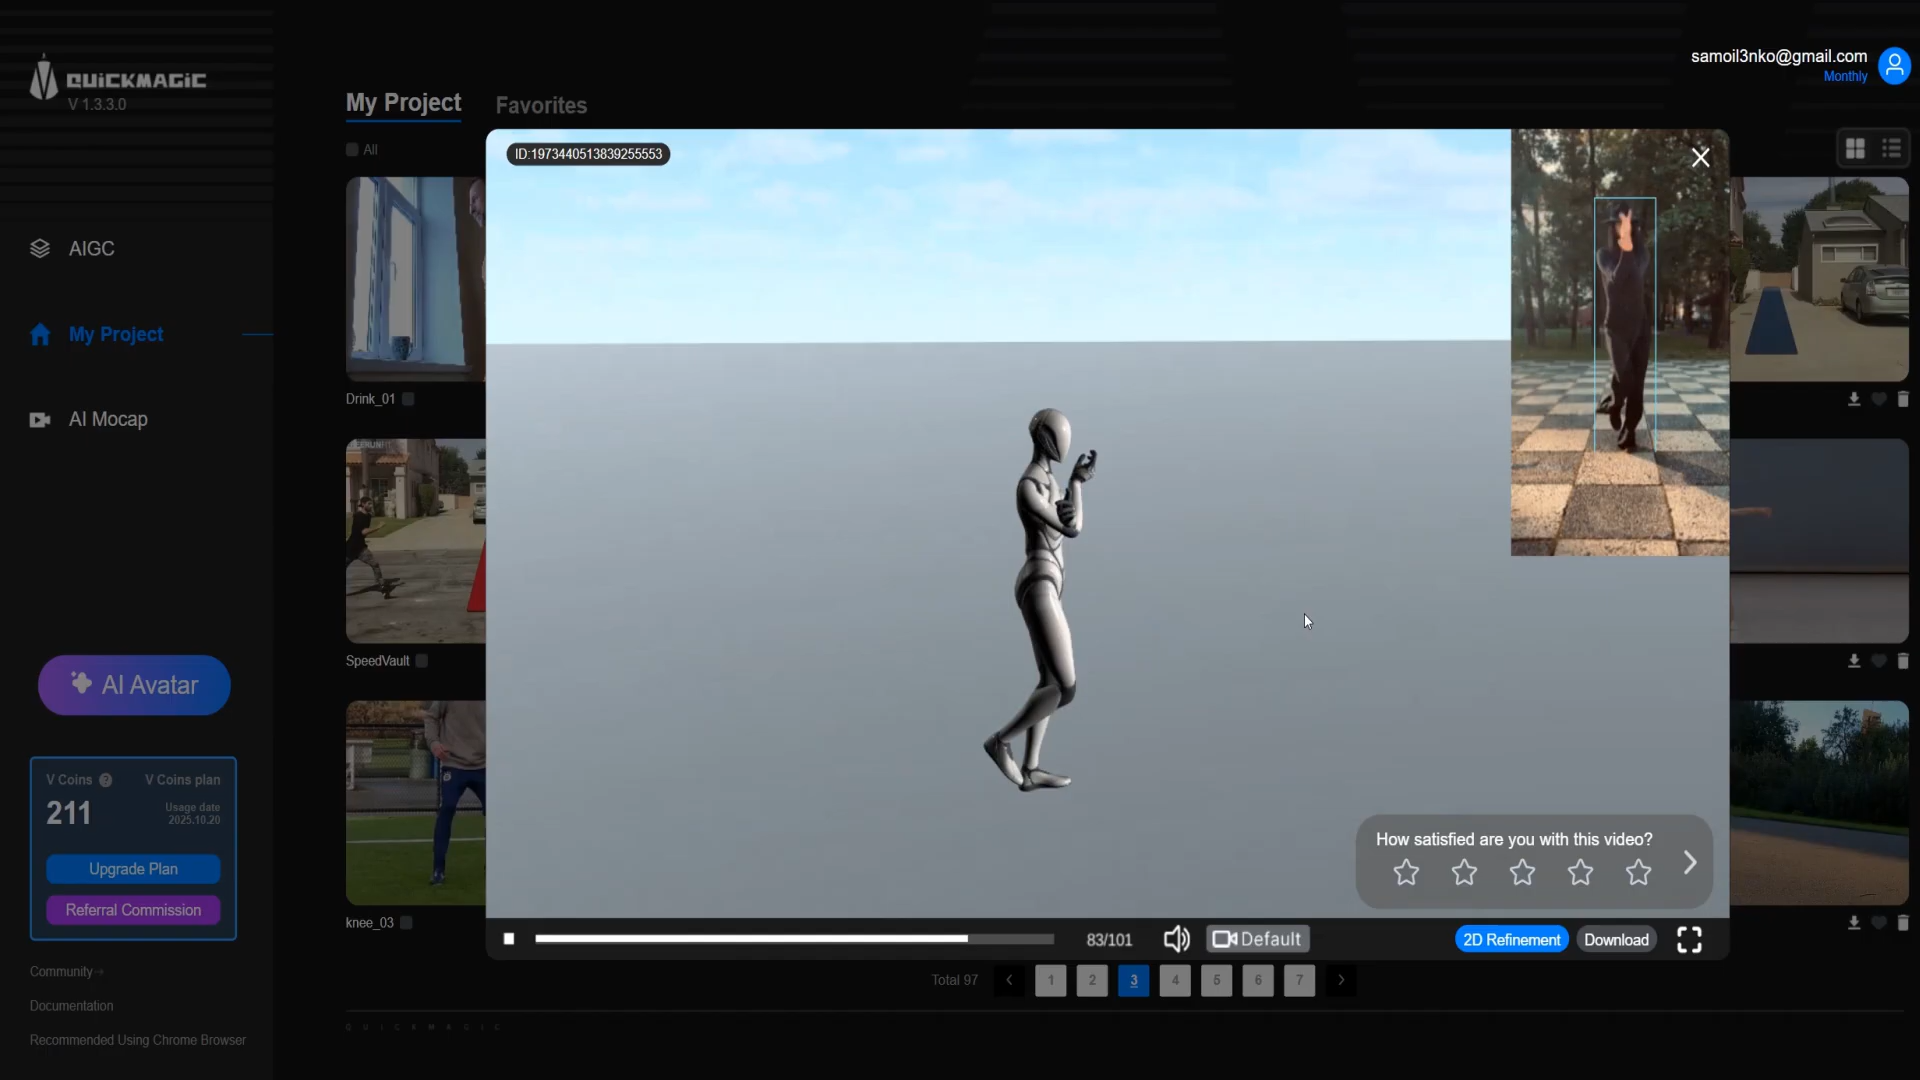 QUICKMAGIC
V 1.3.3.0
samoil3nko@gmail.com
Monthly
My Project
Favorites
All
ID:1973440513839255553
AIGC
My Project
AI Mocap
Drink_01
SpeedVault
knee_03
AI Avatar
V Coins ?
V Coins plan
211
Usage date
2025.10.20
Upgrade Plan
Referral Commission
Community→
Documentation
Recommended Using Chrome Browser
How satisfied are you with this video?
83/101
Default
2D Refinement
Download
Total 97
< 1 2 3 4 5 6 7 >
QUICKMAGIC